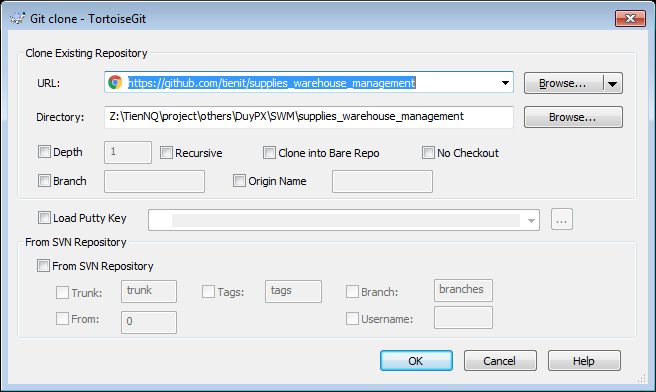 Git clone - TortoiseGit
Clone Existing Repository
URL: https://github.com/tienit/supplies_warehouse_management Browse...
Directory: Z:\TienNQ\project\others\DuyPX\SWM\supplies_warehouse_management Browse...
Depth 1 Recursive Clone into Bare Repo No Checkout
Branch Origin Name
Load Putty Key ...
From SVN Repository
From SVN Repository
Trunk: trunk Tags: tags Branch: branches
From: 0 Username:
OK Cancel Help